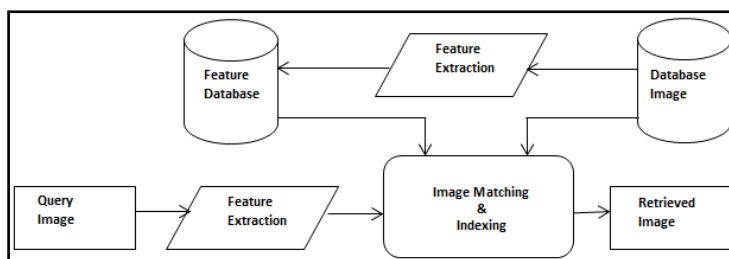 Feature
Database
Feature
Extraction
Database
Image
Query
Image
Feature
Extraction
Image Matching
&
Indexing
Retrieved
Image